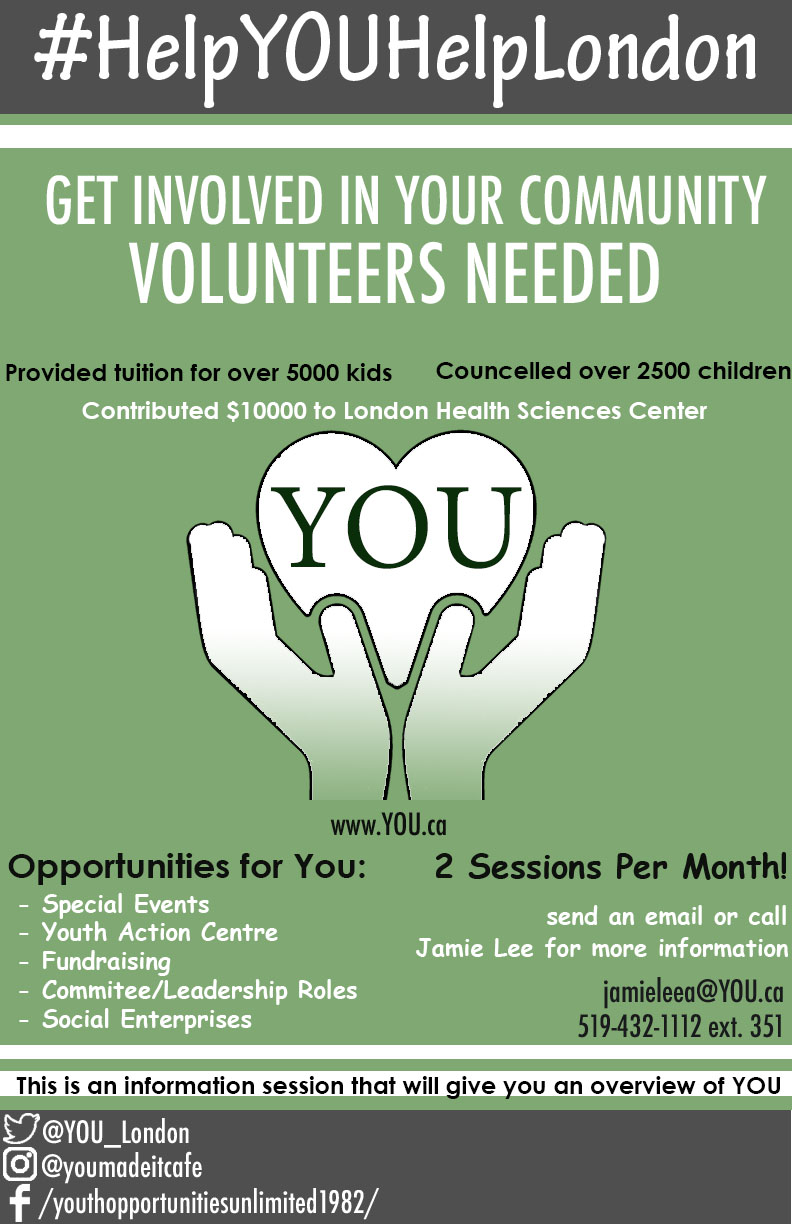 #HelpYOUHelpLondon
GET INVOLVED IN YOUR COMMUNITY
VOLUNTEERS NEEDED
Provided tuition for over 5000 kids
Councelled over 2500 children
Contributed $10000 to London Health Sciences Center
YOU
www.YOU.ca
Opportunities for You:
- Special Events
- Youth Action Centre
- Fundraising
- Commitee/Leadership Roles
- Social Enterprises
2 Sessions Per Month!
send an email or call
Jamie Lee for more information
jamieleea@YOU.ca
519-432-1112 ext. 351
This is an information session that will give you an overview of YOU
@YOU_London
@youmadeitcafe
/youthopportunitiesunlimited1982/